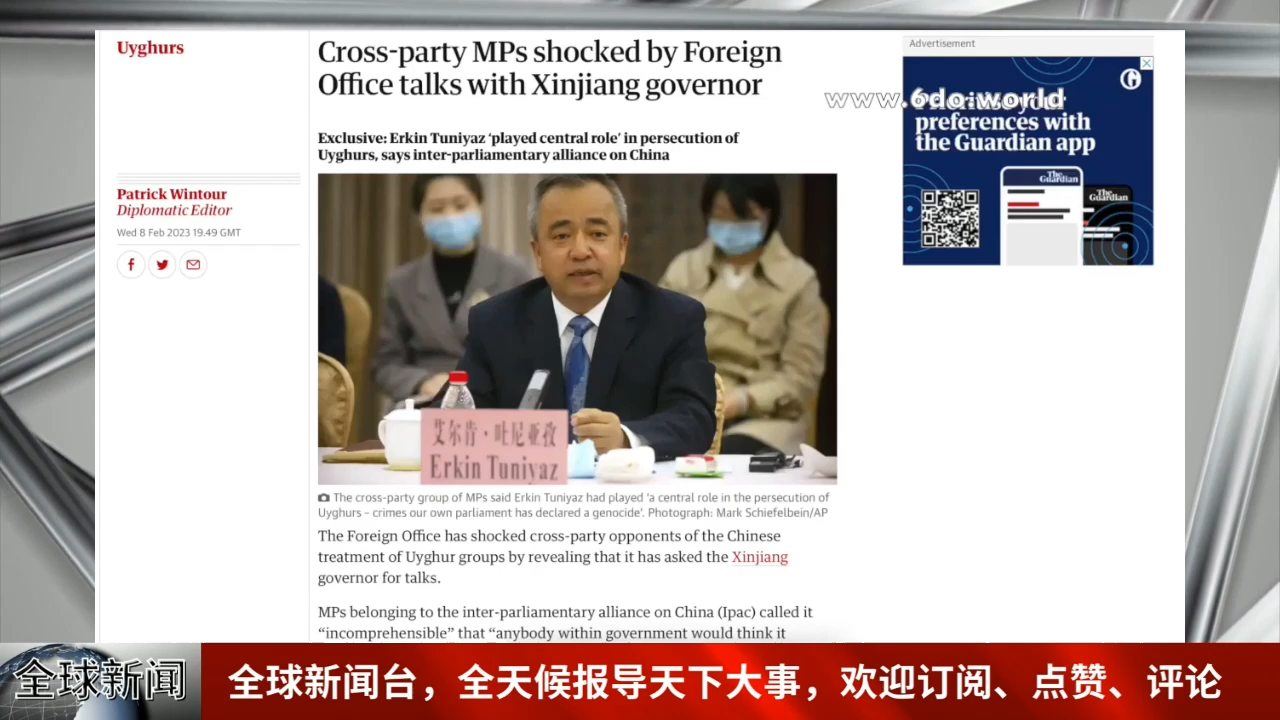 Uyghurs
Cross-party MPs shocked by Foreign
Office talks with Xinjiang governor
Exclusive: Erkin Tuniyaz ‘played central role’ in persecution of
Uyghurs, says inter-parliamentary alliance on China
Patrick Wintour
Diplomatic Editor
Wed 8 Feb 2023 19.49 GMT
艾尔肯·吐尼亚孜
Erkin Tuniyaz
The cross-party group of MPs said Erkin Tuniyaz had played ‘a central role in the persecution of
Uyghurs – crimes our own parliament has declared a genocide’. Photograph: Mark Schiefelbein/AP
The Foreign Office has shocked cross-party opponents of the Chinese
treatment of Uyghur groups by revealing that it has asked the Xinjiang
governor for talks.
MPs belonging to the inter-parliamentary alliance on China (Ipac) called it
“incomprehensible” that “anybody within government would think it
Advertisement
www.6do.world
your
preferences with
the Guardian app
The
Guardian
The
Guardian
全球新闻
全球新闻台，全天候报导天下大事，欢迎订阅、点赞、评论